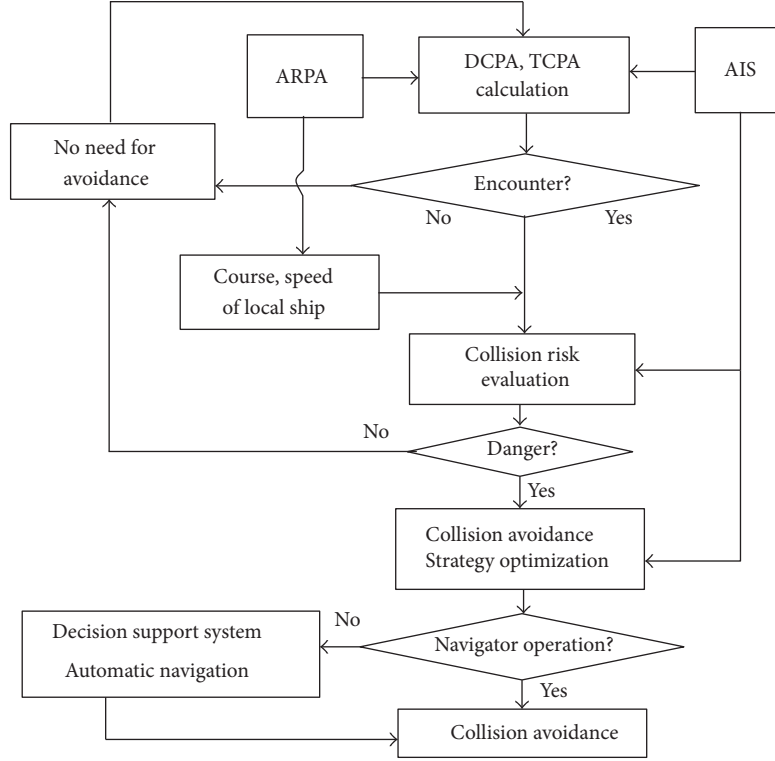 DCPA, TCPA
calculation
ARPA
AIS
No need for
avoidance
Encounter?
No
Yes
Course, speed
of local ship
Collision risk
evaluation
No
Danger?
Yes
Collision avoidance
Strategy optimization
No
Decision support system
Automatic navigation
Navigator operation?
Yes
Collision avoidance